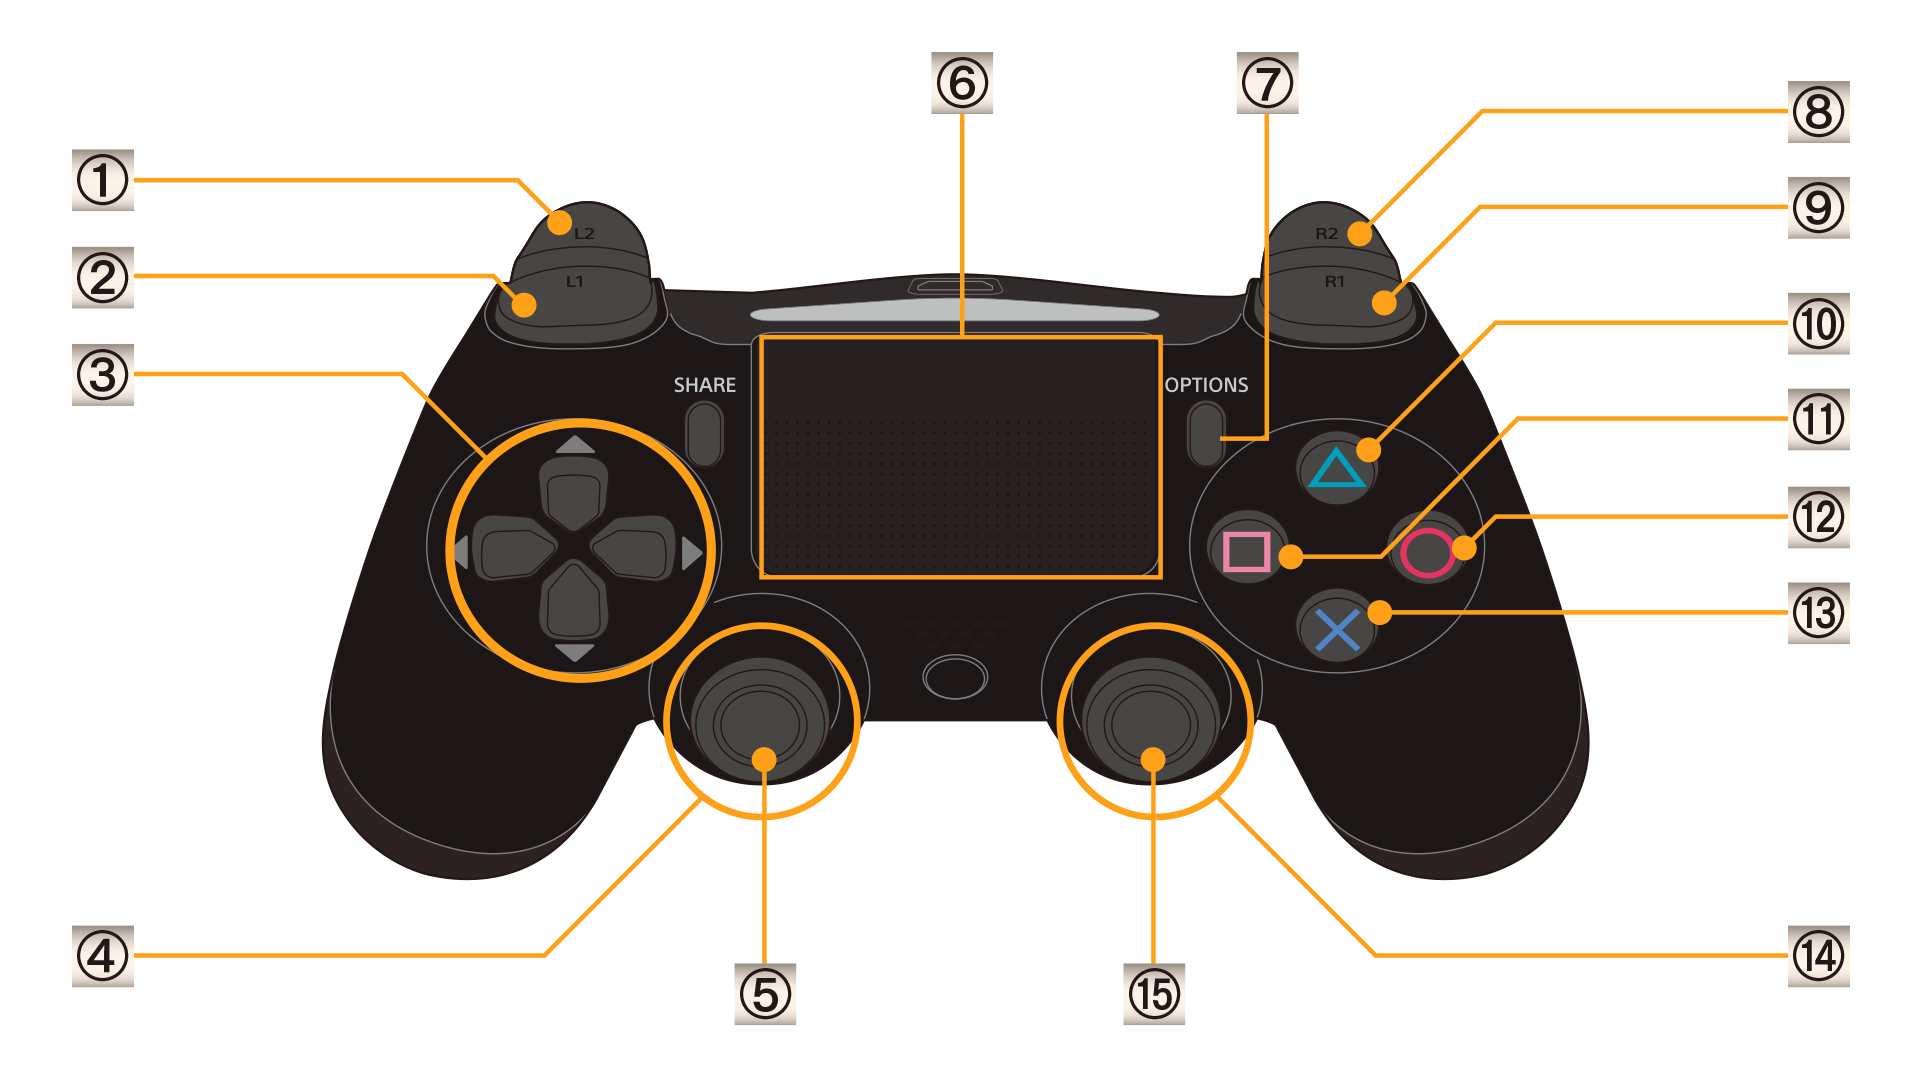 ⑥
⑦
⑧
①
⑨
L2
R2
②
L1
R1
⑩
③
SHARE
OPTIONS
⑪
⑫
⑬
④
⑭
⑤
⑮